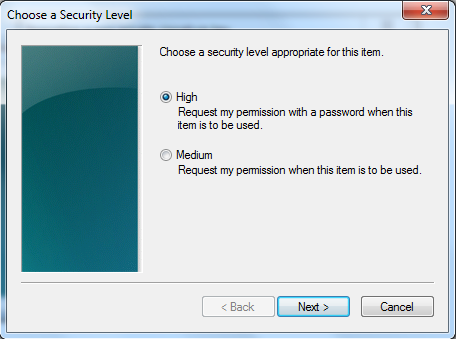 Choose a Security Level
Choose a security level appropriate for this item.
High
Request my permission with a password when this
item is to be used.
Medium
Request my permission when this item is to be used.
< Back
Next >
Cancel